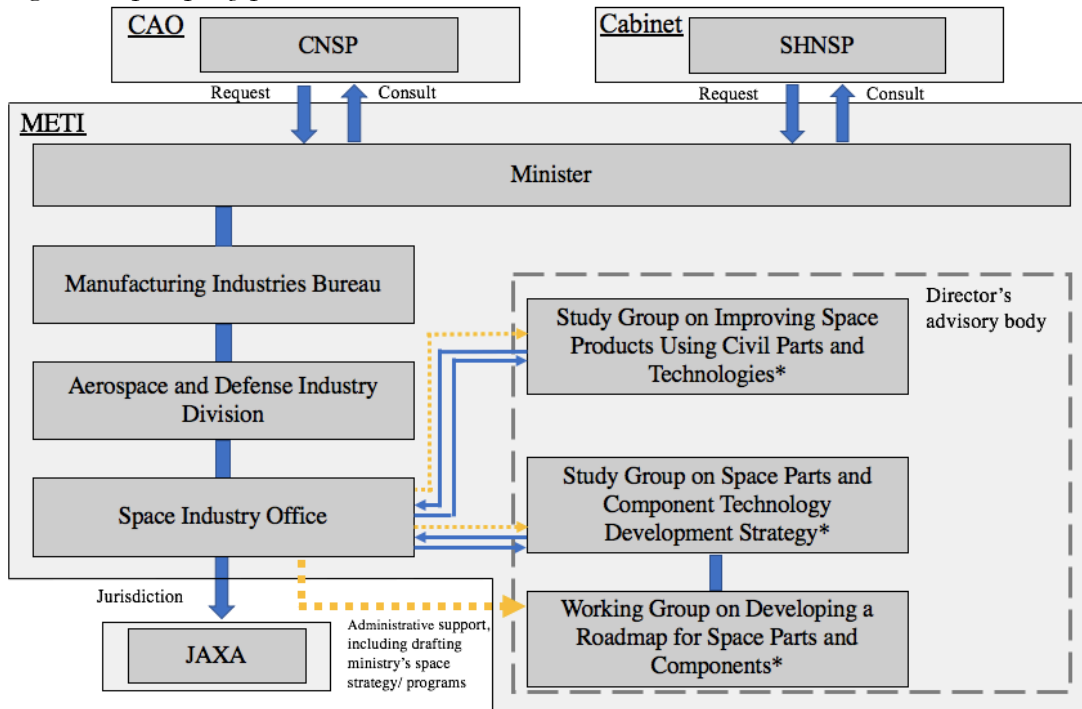 CAO
CNSP
Cabinet
SHNSP
Request
Consult
Request
Consult
METI
Minister
Manufacturing Industries Bureau
Director's
advisory body
Study Group on Improving Space
Products Using Civil Parts and
Technologies*
Aerospace and Defense Industry
Division
Study Group on Space Parts and
Component Technology
Development Strategy*
Space Industry Office
Jurisdiction
JAXA
Administrative support,
including drafting
ministry's space
strategy/ programs
Working Group on Developing a
Roadmap for Space Parts and
Components*